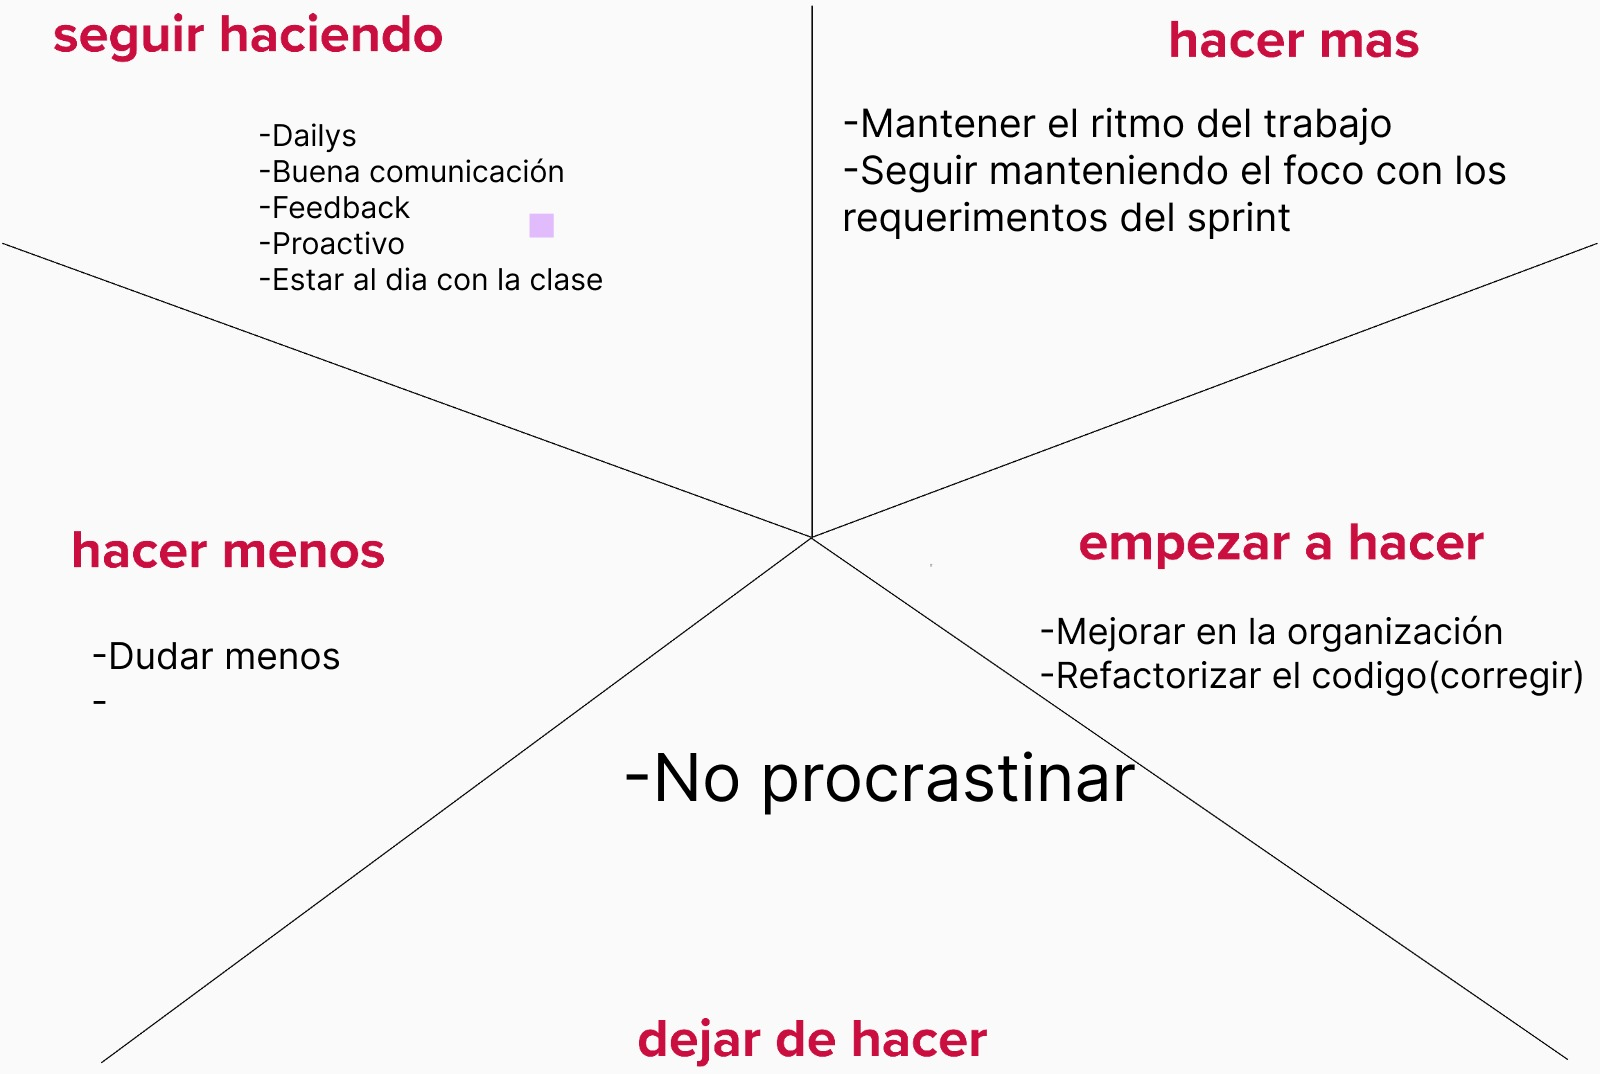 seguir haciendo
-Dailys
-Buena comunicación
-Feedback
-Proactivo
-Estar al dia con la clase
hacer mas
-Mantener el ritmo del trabajo
-Seguir manteniendo el foco con los
requerimentos del sprint
hacer menos
-Dudar menos
-
empezar a hacer
-Mejorar en la organización
-Refactorizar el codigo(corregir)
-No procrastinar
dejar de hacer